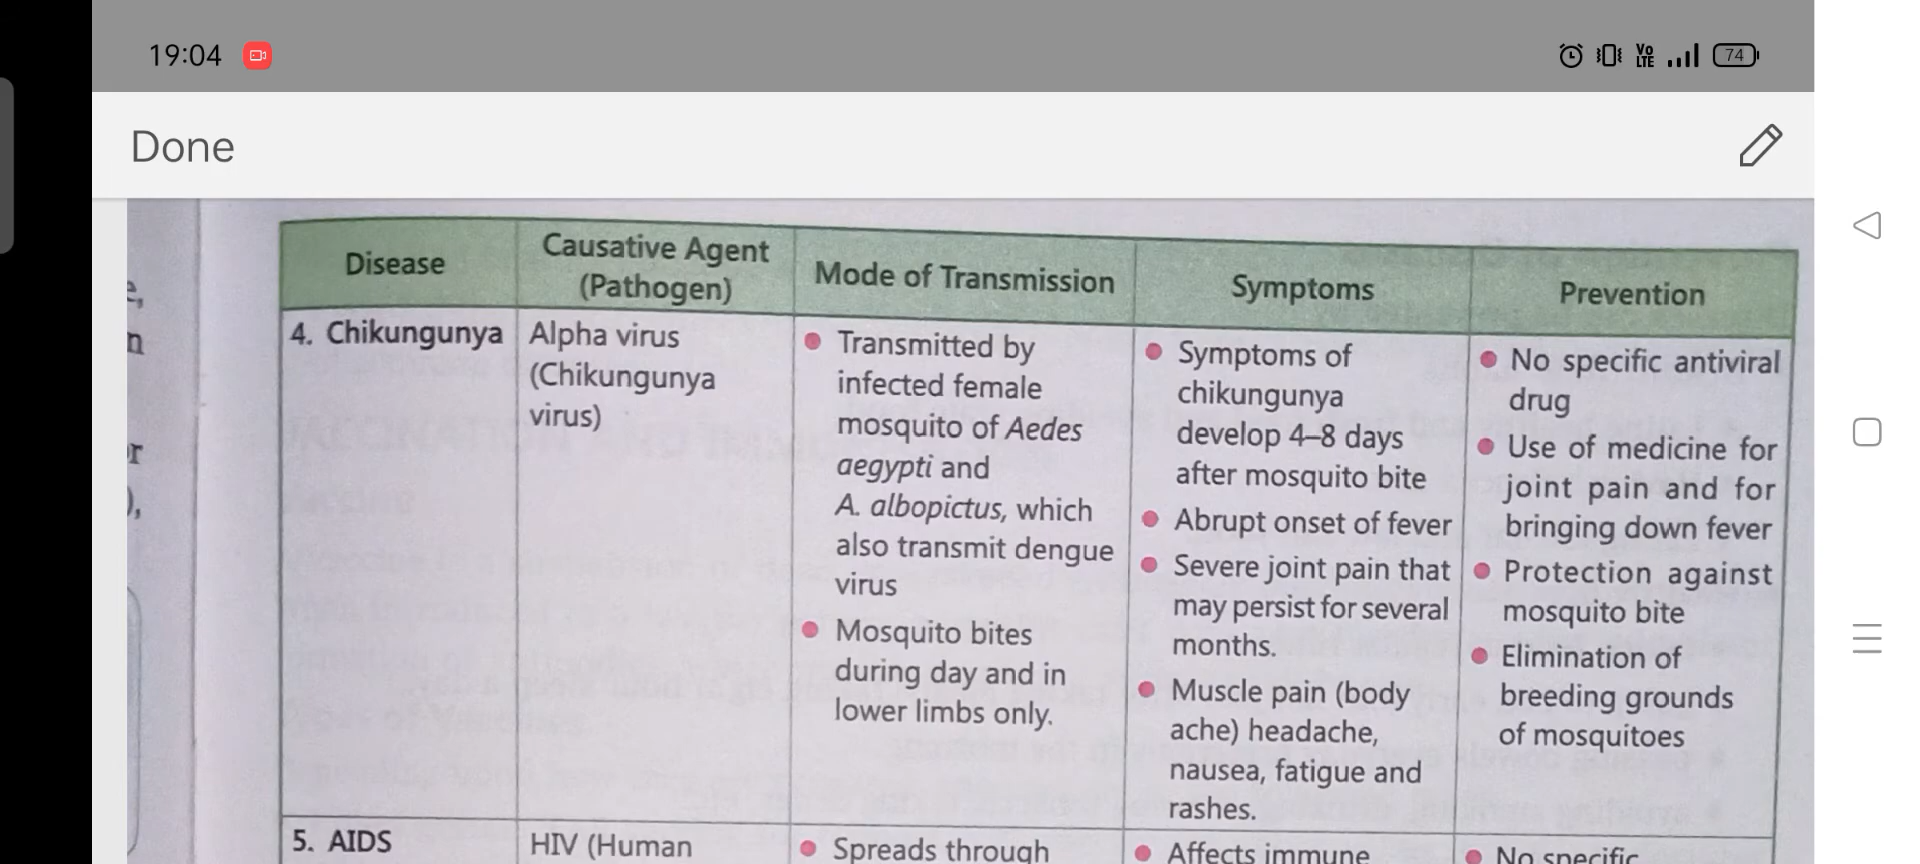 19:04
Vo
LTE
74
Done
e,
n
r
),
Disease
Causative Agent
(Pathogen)
Mode of Transmission
Symptoms
Prevention
4. Chikungunya
Alpha virus
(Chikungunya
virus)
● Transmitted by
infected female
mosquito of Aedes
aegypti and
A. albopictus, which
also transmit dengue
virus
● Mosquito bites
during day and in
lower limbs only.
● Symptoms of
chikungunya
develop 4–8 days
after mosquito bite
● Abrupt onset of fever
● Severe joint pain that
may persist for several
months.
● Muscle pain (body
ache) headache,
nausea, fatigue and
rashes.
● No specific antiviral
drug
● Use of medicine for
joint pain and for
bringing down fever
● Protection against
mosquito bite
● Elimination of
breeding grounds
of mosquitoes
5. AIDS
HIV (Human
● Spreads through
● Affects immune
● No specific